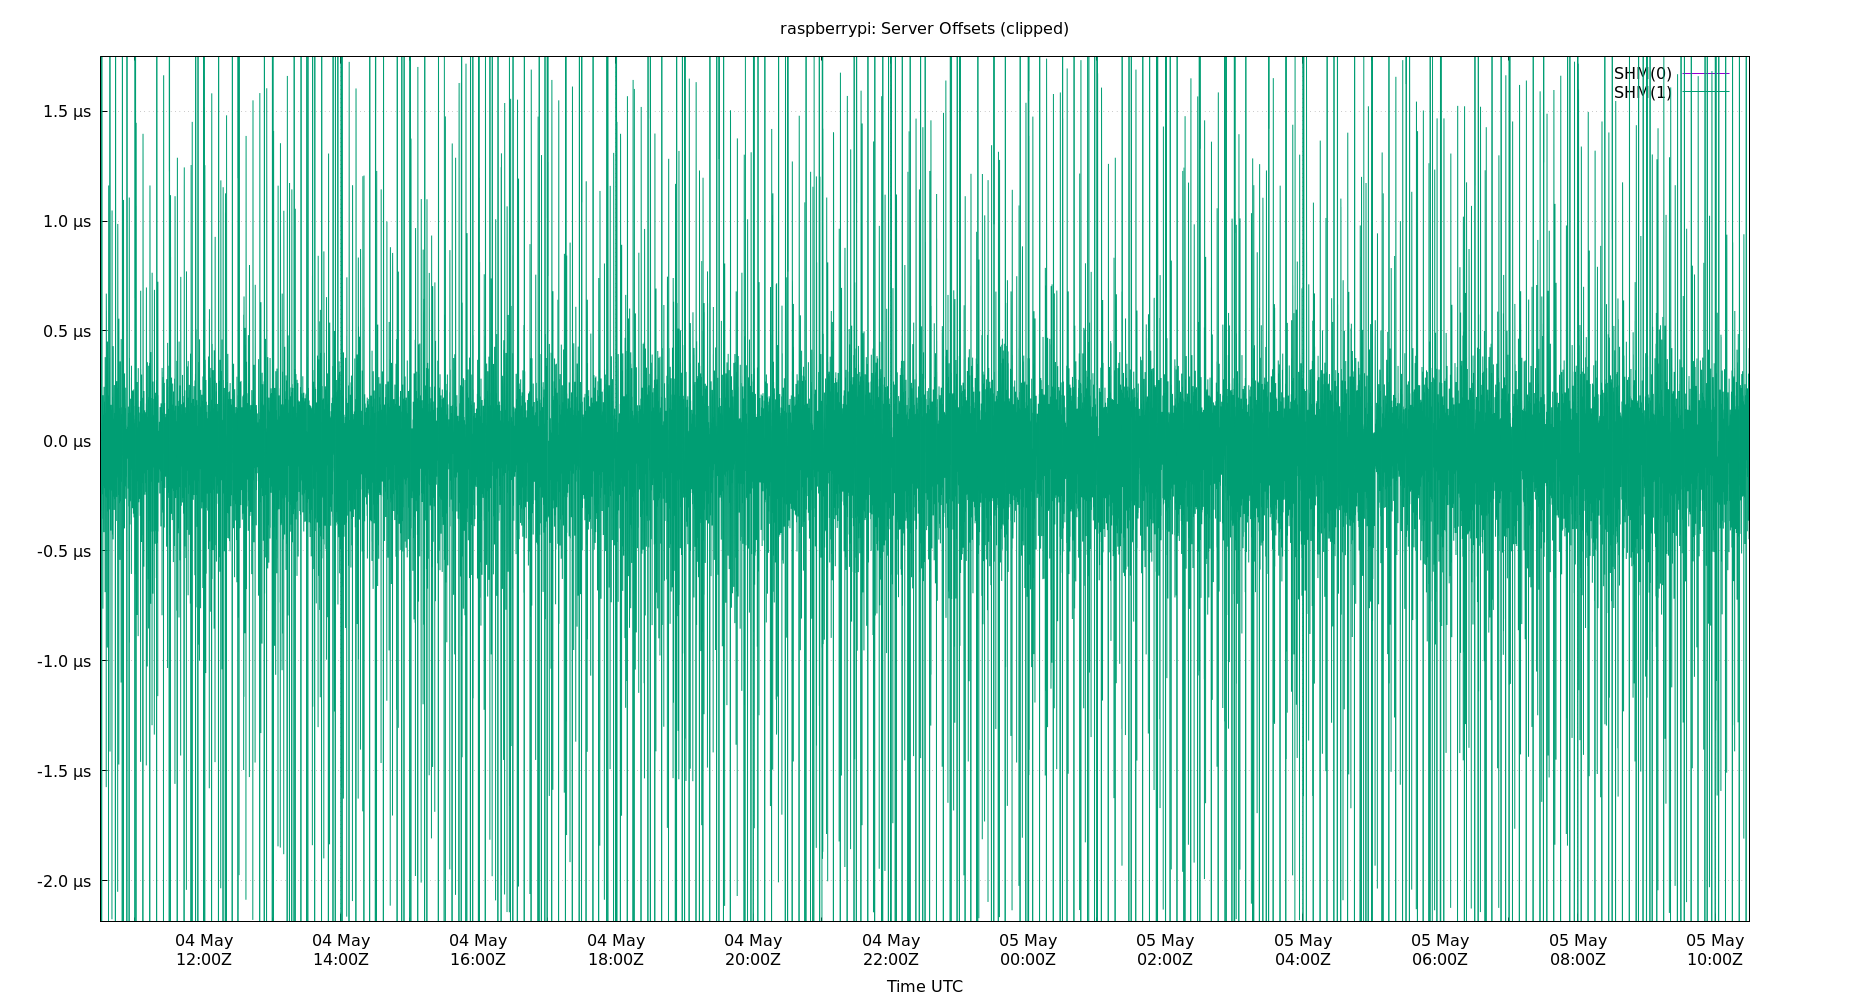 raspberrypi: Server Offsets (clipped)
SHM(0)
SHM(1)
1.5 µs
1.0 µs
0.5 µs
0.0 µs
-0.5 µs
-1.0 µs
-1.5 µs
-2.0 µs
04 May 04 May 04 May 04 May 04 May 04 May 05 May 05 May 05 May 05 May 05 May 05 May
12:00Z 14:00Z 16:00Z 18:00Z 20:00Z 22:00Z 00:00Z 02:00Z 04:00Z 06:00Z 08:00Z 10:00Z
Time UTC